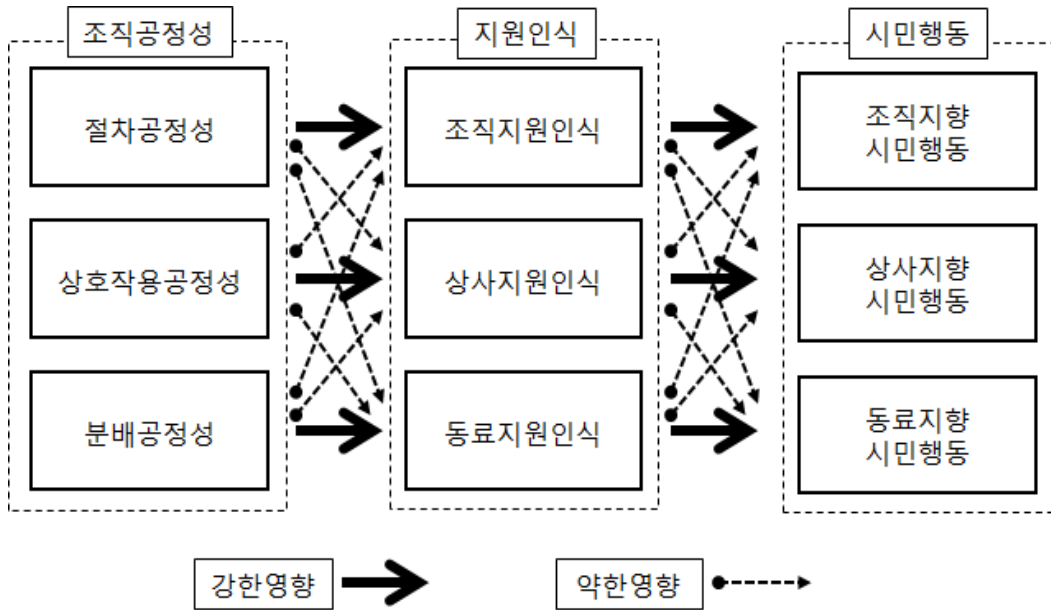 조직공정성
지원인식
시민행동
절차공정성
조직지원인식
조직지향
시민행동
상호작용공정성
상사지원인식
상사지향
시민행동
분배공정성
동료지원인식
동료지향
시민행동
강한영향
약한영향